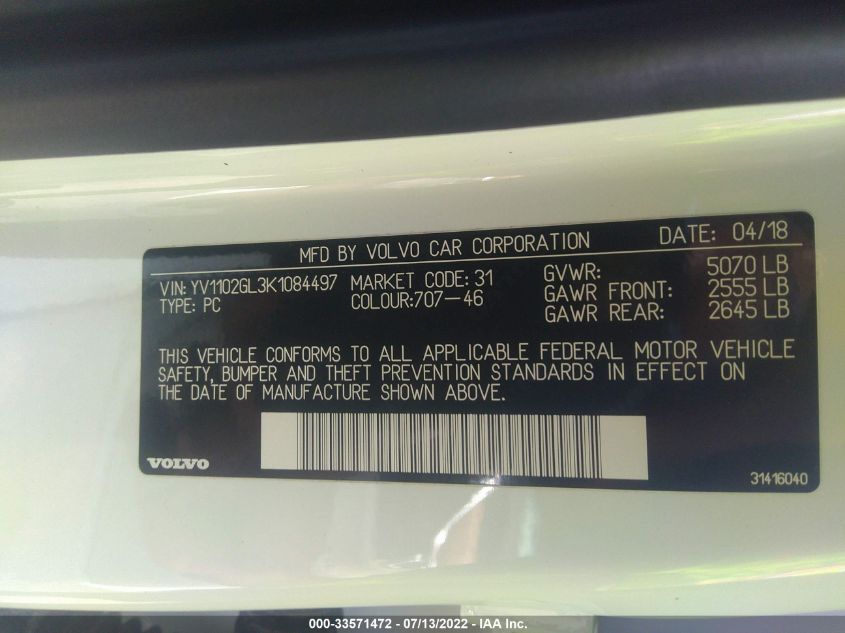 MFD BY VOLVO CAR CORPORATION DATE: 04/18
VIN: YV1102GL3K1084497 MARKET CODE: 31 GVWR: 5070 LB
TYPE: PC COLOUR:707-46 GAWR FRONT: 2555 LB
GAWR REAR: 2645 LB
THIS VEHICLE CONFORMS TO ALL APPLICABLE FEDERAL MOTOR VEHICLE
SAFETY, BUMPER AND THEFT PREVENTION STANDARDS IN EFFECT ON
THE DATE OF MANUFACTURE SHOWN ABOVE.
VOLVO 31416040
000-33571472 - 07/13/2022 - IAA Inc.